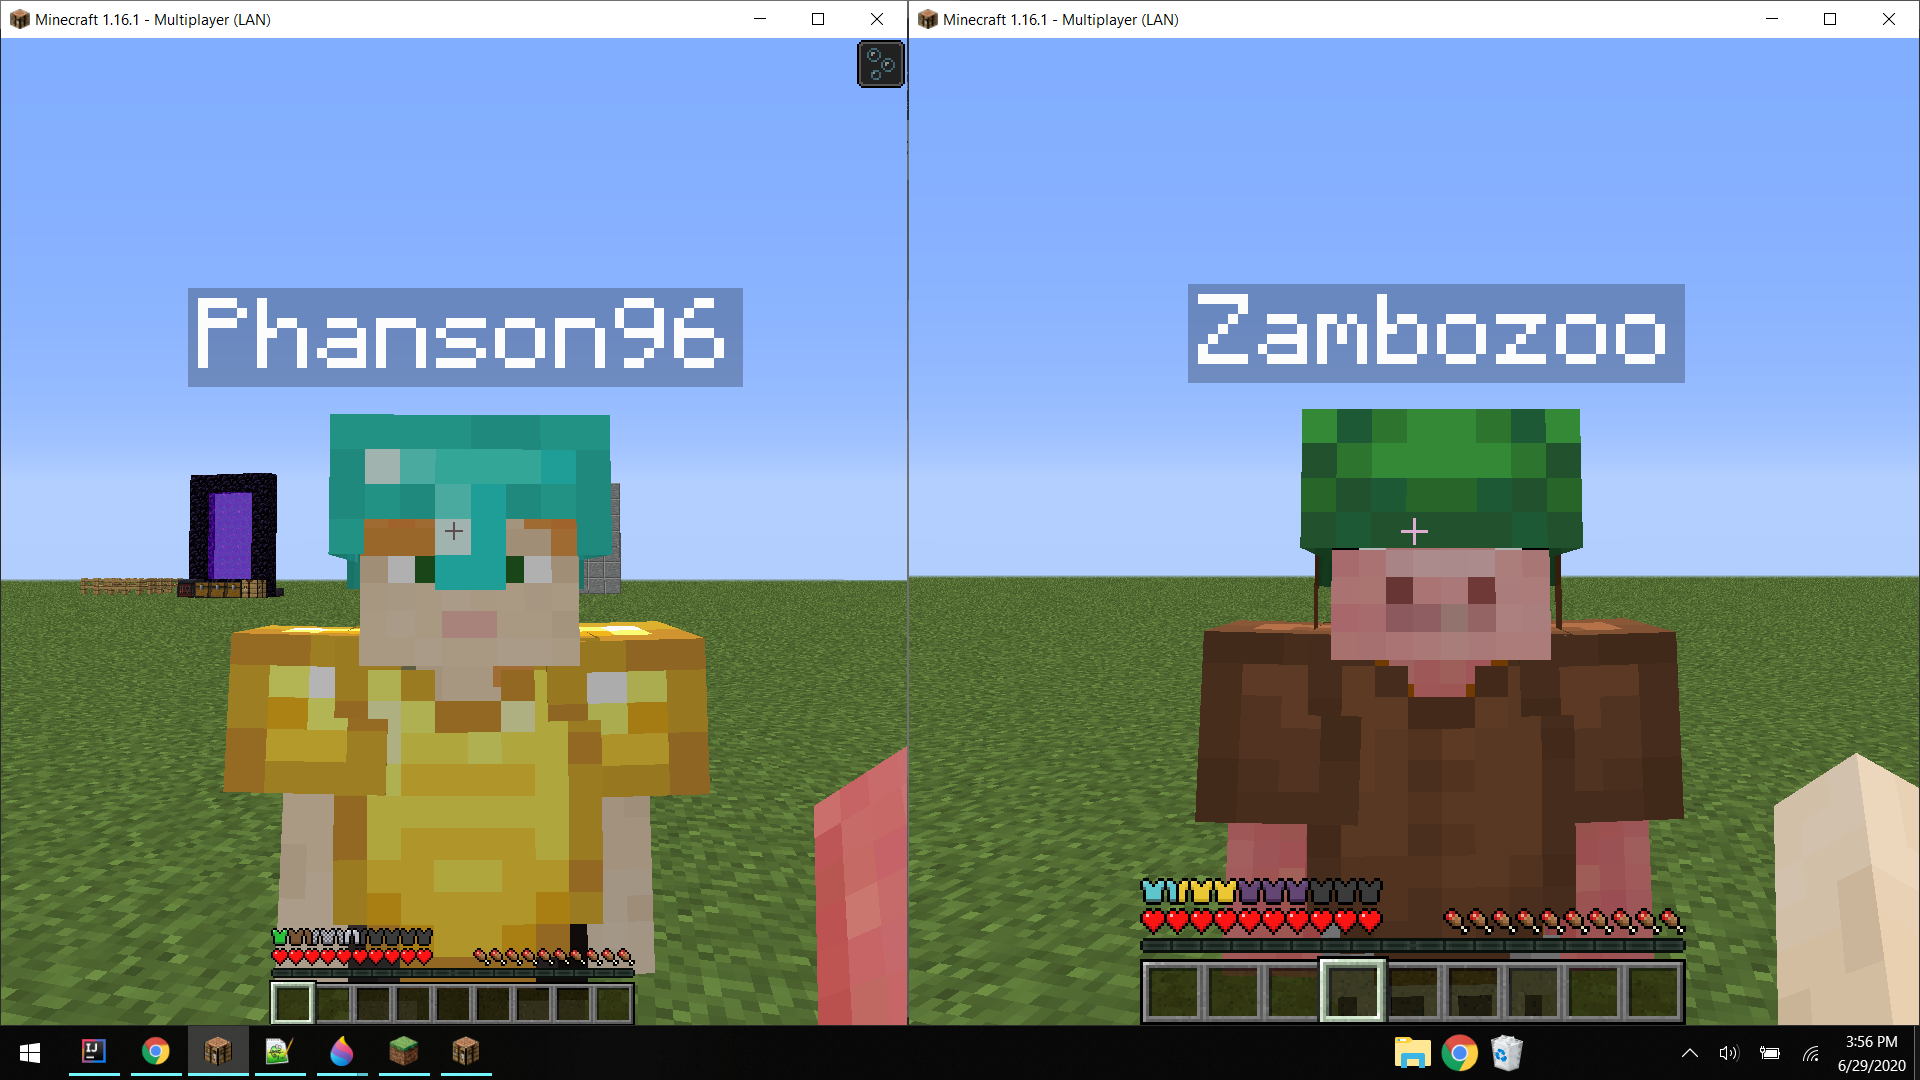 Minecraft 1.16.1 - Multiplayer (LAN)
Minecraft 1.16.1 - Multiplayer (LAN)
Phanson96
Zambozoo
IJ
3:56 PM
6/29/2020